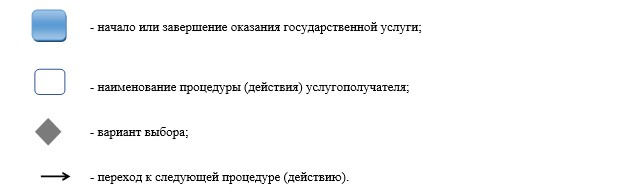 - начало или завершение оказания государственной услуги;
- наименование процедуры (действия) услугополучателя;
- вариант выбора;
- переход к следующей процедуре (действию).